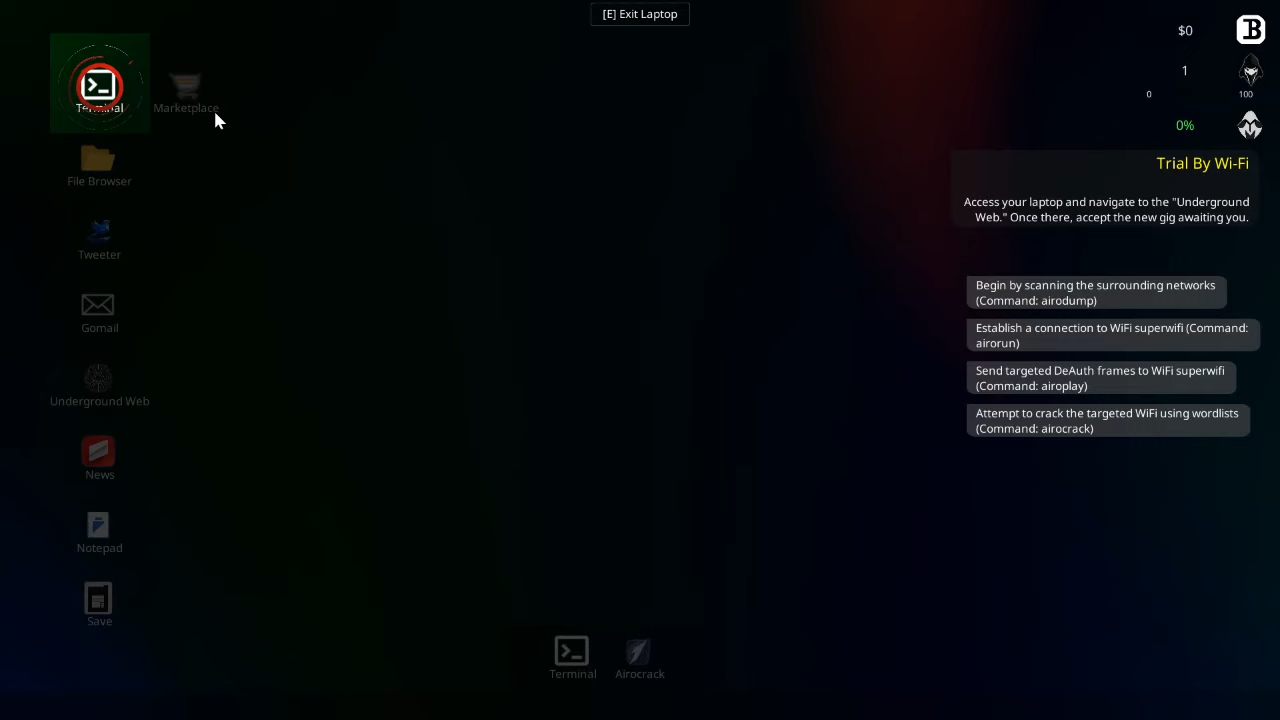 [E] Exit Laptop
$0
1
0
100
0%
Trial By Wi-Fi
Access your laptop and navigate to the "Underground
Web." Once there, accept the new gig awaiting you.
Begin by scanning the surrounding networks
(Command: airodump)
Establish a connection to WiFi superwifi (Command:
airorun)
Send targeted DeAuth frames to WiFi superwifi
(Command: airoplay)
Attempt to crack the targeted WiFi using wordlists
(Command: airocrack)
Terminal
Marketplace
File Browser
Tweeter
Gomail
Underground Web
News
Notepad
Save
Terminal
Airocrack